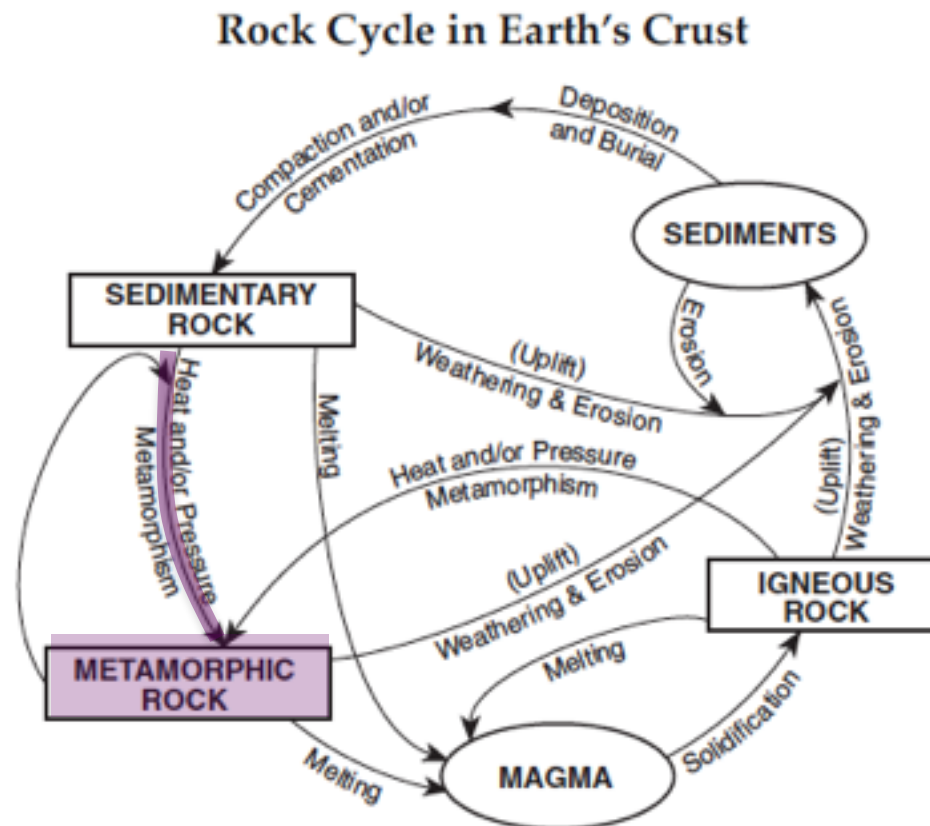 Rock Cycle in Earth's Crust
Deposition
and Burial
Compaction and/or
Cementation
SEDIMENTS
SEDIMENTARY
ROCK
Erosion
(Uplift)
Weathering & Erosion
(Uplift)
Weathering & Erosion
Heat and/or Pressure
Metamorphism
Melting
Heat and/or Pressure
Metamorphism
(Uplift)
Weathering & Erosion
IGNEOUS
ROCK
METAMORPHIC
ROCK
Melting
Melting
Solidification
MAGMA